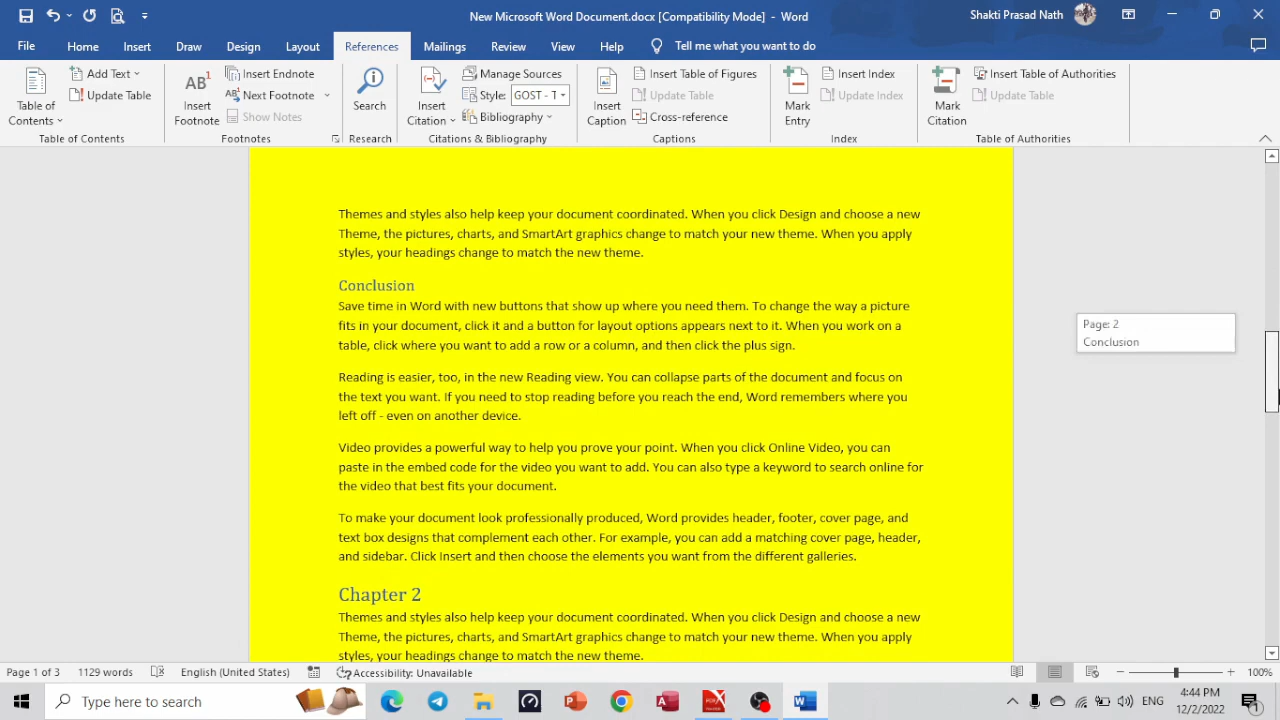 New Microsoft Word Document.docx [Compatibility Mode] - Word
Shakti Prasad Nath
File Home Insert Draw Design Layout References Mailings Review View Help Tell me what you want to do
Table of Contents
Add Text
Update Table
Table of Contents
AB1
Insert Footnote
Insert Endnote
AB1 Next Footnote
Show Notes
Footnotes
Search
Research
Insert Citation
Manage Sources
Style: GOST - T
Bibliography
Citations & Bibliography
Insert Caption
Insert Table of Figures
Update Table
Cross-reference
Captions
Mark Entry
Insert Index
Update Index
Index
Mark Citation
Insert Table of Authorities
Update Table
Table of Authorities
Themes and styles also help keep your document coordinated. When you click Design and choose a new
Theme, the pictures, charts, and SmartArt graphics change to match your new theme. When you apply
styles, your headings change to match the new theme.
Conclusion
Save time in Word with new buttons that show up where you need them. To change the way a picture
fits in your document, click it and a button for layout options appears next to it. When you work on a
table, click where you want to add a row or a column, and then click the plus sign.
Reading is easier, too, in the new Reading view. You can collapse parts of the document and focus on
the text you want. If you need to stop reading before you reach the end, Word remembers where you
left off - even on another device.
Video provides a powerful way to help you prove your point. When you click Online Video, you can
paste in the embed code for the video you want to add. You can also type a keyword to search online for
the video that best fits your document.
To make your document look professionally produced, Word provides header, footer, cover page, and
text box designs that complement each other. For example, you can add a matching cover page, header,
and sidebar. Click Insert and then choose the elements you want from the different galleries.
Chapter 2
Themes and styles also help keep your document coordinated. When you click Design and choose a new
Theme, the pictures, charts, and SmartArt graphics change to match your new theme. When you apply
styles, your headings change to match the new theme.
Page: 2
Conclusion
Page 1 of 3 1129 words English (United States) Accessibility: Unavailable 100%
Type here to search
ENG
4:44 PM
12/2/2022